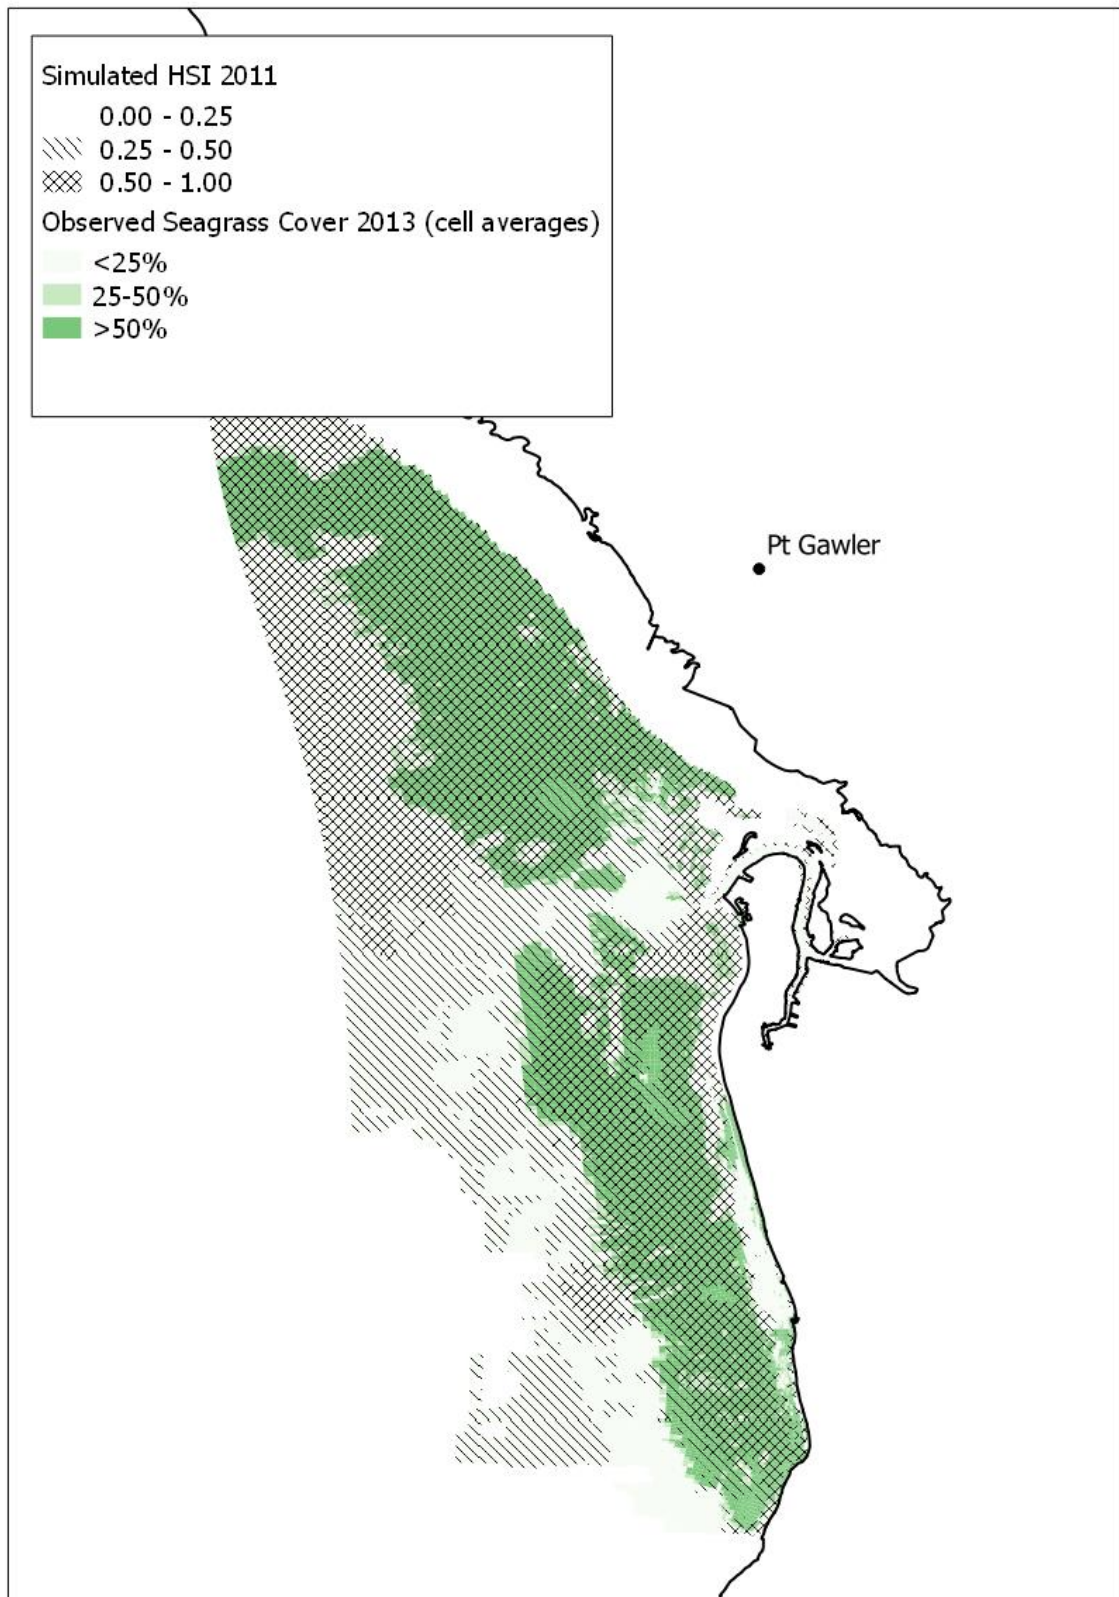 Simulated HSI 2011
0.00 - 0.25
0.25 - 0.50
0.50 - 1.00
Observed Seagrass Cover 2013 (cell averages)
<25%
25-50%
>50%
Pt Gawler